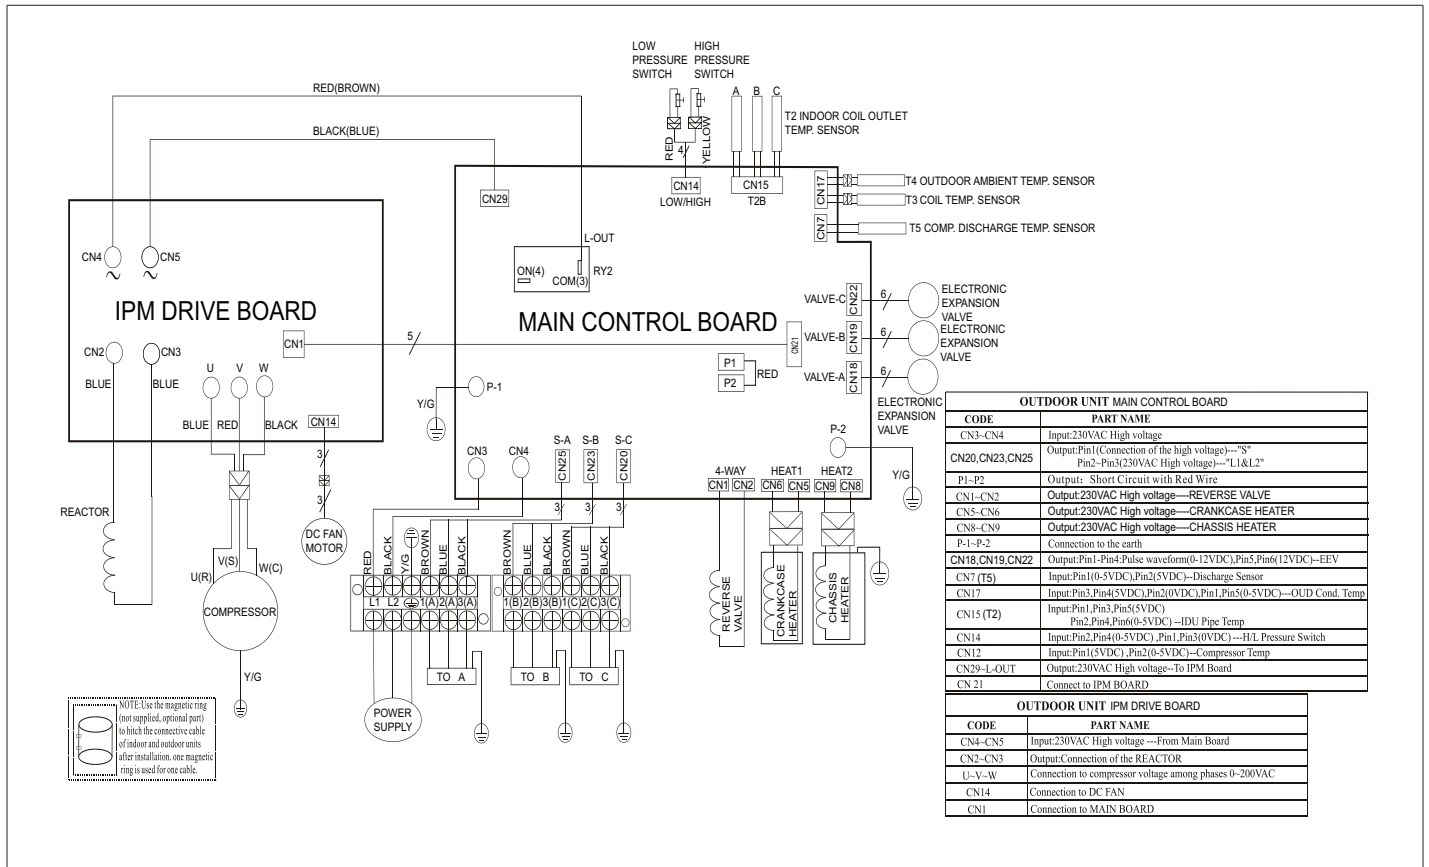 LOW
PRESSURE
SWITCH
HIGH
PRESSURE
SWITCH
A
B
C
T2 INDOOR COIL OUTLET
TEMP. SENSOR
RED(BROWN)
BLACK(BLUE)
RED
4
YELLOW
CN29
CN14
LOW/HIGH
CN15
T2B
CN17
T4 OUTDOOR AMBIENT TEMP. SENSOR
T3 COIL TEMP. SENSOR
CN7
T5 COMP. DISCHARGE TEMP. SENSOR
L-OUT
ON(4)
COM(3)
RY2
CN4
CN5
IPM DRIVE BOARD
MAIN CONTROL BOARD
VALVE-C
CN22
6
ELECTRONIC
EXPANSION
VALVE
VALVE-B
CN19
6
ELECTRONIC
EXPANSION
VALVE
VALVE-A
CN18
6
ELECTRONIC
EXPANSION
VALVE
CN1
5
CN21
P1
P2
RED
CN2
CN3
BLUE
BLUE
U
V
W
BLUE
RED
BLACK
CN14
Y/G
P-1
P-2
Y/G
CN3
CN4
S-A
S-B
S-C
CN25
CN23
CN20
4-WAY
CN1
CN2
HEAT1
CN6
CN5
HEAT2
CN9
CN8
3
3
3
3
3
REACTOR
DC FAN
MOTOR
U(R)
V(S)
W(C)
COMPRESSOR
Y/G
RED
BLACK
Y/G
BROWN
BLUE
BLACK
BROWN
BLUE
BLACK
BROWN
BLUE
BLACK
L1
L2
1(A)
2(A)
3(A)
1(B)
2(B)
3(B)
1(C)
2(C)
3(C)
TO A
TO B
TO C
POWER
SUPPLY
REVERSE
VALVE
CRANKCASE
HEATER
CHASSIS
HEATER
NOTE:Use the magnetic ring
(not supplied, optional part)
to hitch the connective cable
of indoor and outdoor units
after installation. one magnetic
ring is used for one cable.
OUTDOOR UNIT MAIN CONTROL BOARD
CODE PART NAME
CN3~CN4 Input:230VAC High voltage
CN20,CN23,CN25 Output:Pin1(Connection of the high voltage)---"S"
Pin2~Pin3(230VAC High voltage)---"L1&L2"
P1~P2 Output: Short Circuit with Red Wire
CN1~CN2 Output:230VAC High voltage----REVERSE VALVE
CN5~CN6 Output:230VAC High voltage----CRANKCASE HEATER
CN8~CN9 Output:230VAC High voltage----CHASSIS HEATER
P-1~P-2 Connection to the earth
CN18,CN19,CN22 Output:Pin1-Pin4:Pulse waveform(0-12VDC),Pin5,Pin6(12VDC)--EEV
CN7 (T5) Input:Pin1(0-5VDC),Pin2(5VDC)--Discharge Sensor
CN17 Input:Pin3,Pin4(5VDC),Pin2(0VDC),Pin1,Pin5(0-5VDC)---OUD Cond. Temp
CN15 (T2) Input:Pin1,Pin3,Pin5(5VDC)
Pin2,Pin4,Pin6(0-5VDC) --IDU Pipe Temp
CN14 Input:Pin2,Pin4(0-5VDC) ,Pin1,Pin3(0VDC) ---H/L Pressure Switch
CN12 Input:Pin1(5VDC) ,Pin2(0-5VDC)--Compressor Temp
CN29~L-OUT Output:230VAC High voltage--To IPM Board
CN 21 Connect to IPM BOARD
OUTDOOR UNIT IPM DRIVE BOARD
CODE PART NAME
CN4~CN5 Input:230VAC High voltage ---From Main Board
CN2~CN3 Output:Connection of the REACTOR
U~V~W Connection to compressor voltage among phases 0~200VAC
CN14 Connection to DC FAN
CN1 Connection to MAIN BOARD